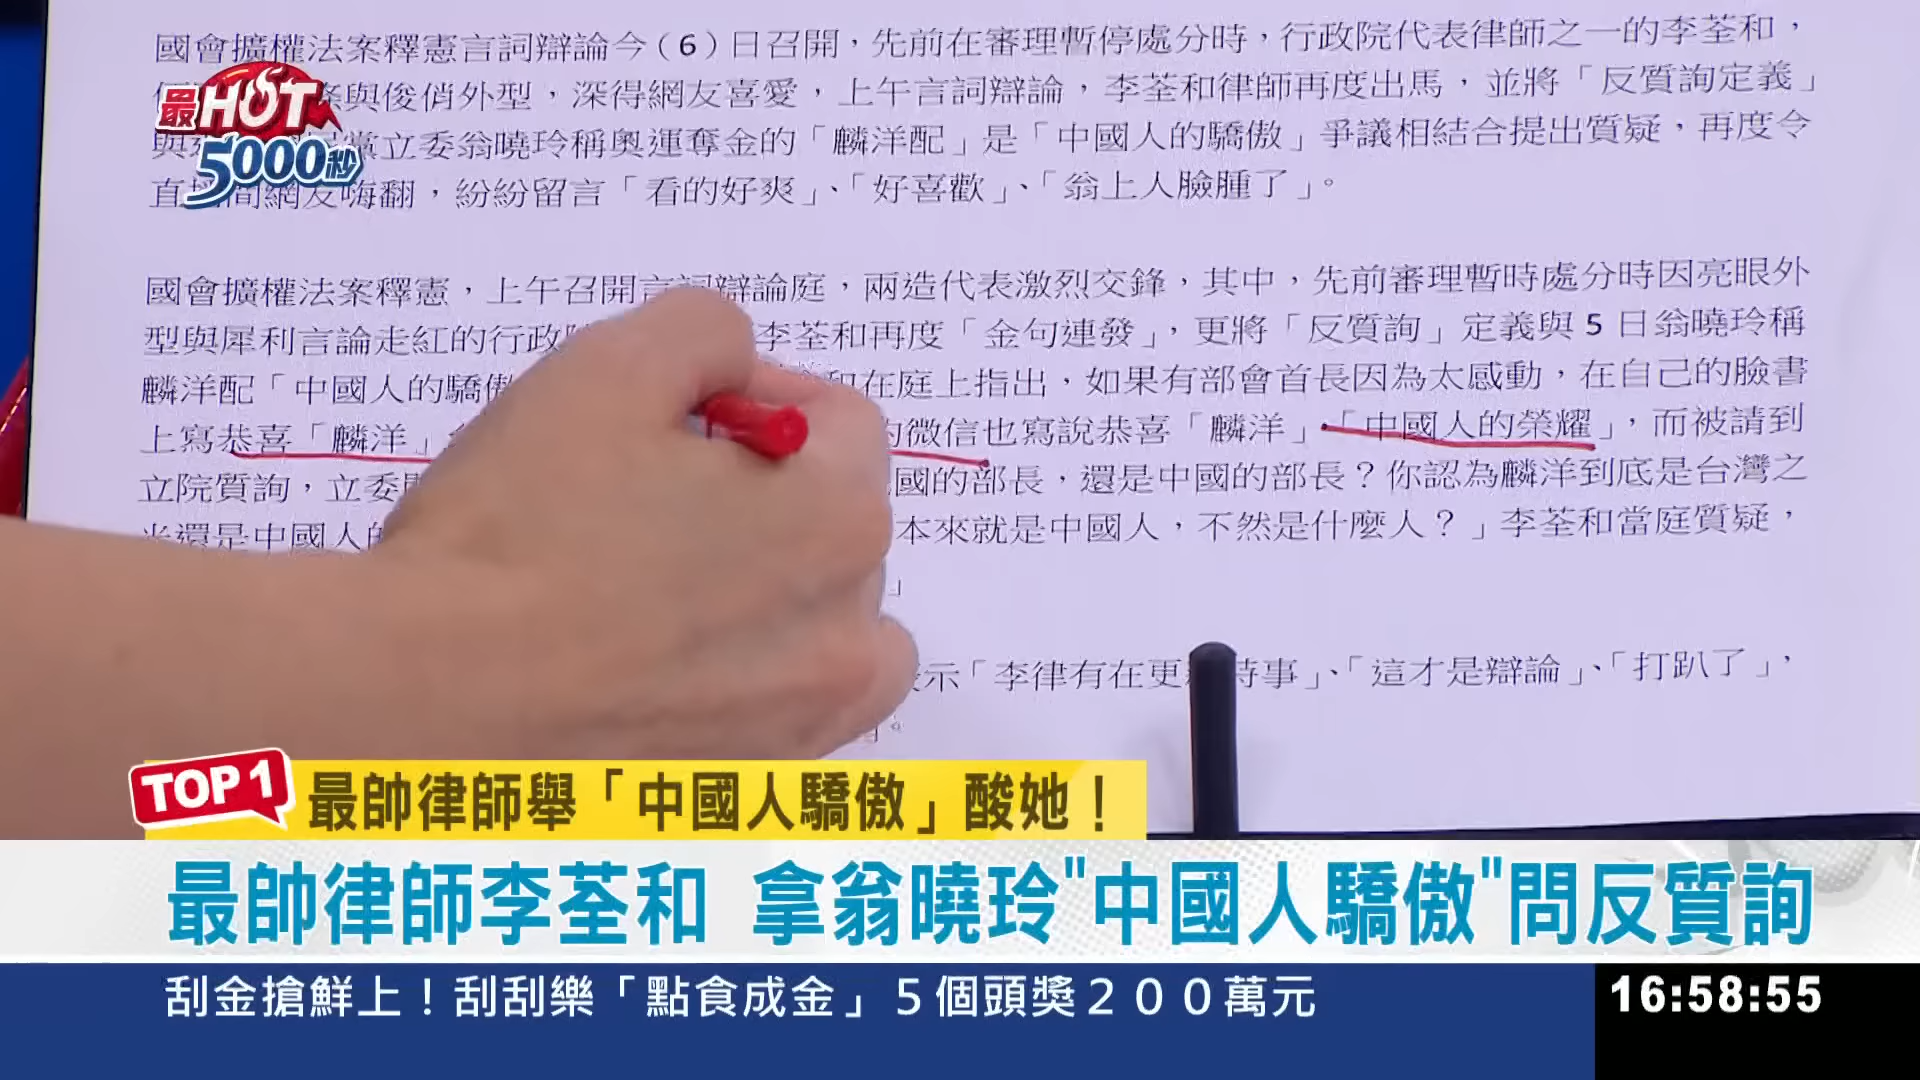 國會擴權法案釋憲言詞辯論今(6)日召開，先前在審理暫停處分時，行政院代表律師之一的李荃和，
最HOT
5000秒
條與俊俏外型，深得網友喜愛，上午言詞辯論，李荃和律師再度出馬，並將「反質詢定義」
黨立委翁曉玲稱奧運奪金的「麟洋配」是「中國人的驕傲」爭議相結合提出質疑，再度令
直播間網友嗨翻，紛紛留言「看的好爽」、「好喜歡」、「翁上人臉腫了」。
國會擴權法案釋憲，上午召開言詞辯論庭，兩造代表激烈交鋒，其中，先前審理暫時處分時因亮眼外
型與犀利言論走紅的行政院 李荃和再度「金句連發」，更將「反質詢」定義與5日翁曉玲稱
麟洋配「中國人的驕傲 和在庭上指出，如果有部會首長因為太感動，在自己的臉書
上寫恭喜「麟洋」 的微信也寫說恭喜「麟洋」「中國人的榮耀」，而被請到
立院質詢，立委 國的部長，還是中國的部長？你認為麟洋到底是台灣之
光還是中國人的 本來就是中國人，不然是什麼人？」李荃和當庭質疑，
」
表示「李律有在更新時事」、「這才是辯論」、「打趴了」，
。
TOP1 最帥律師舉「中國人驕傲」酸她！
最帥律師李荃和 拿翁曉玲"中國人驕傲"問反質詢
刮金搶鮮上！刮刮樂「點食成金」５個頭獎２００萬元
16:58:55